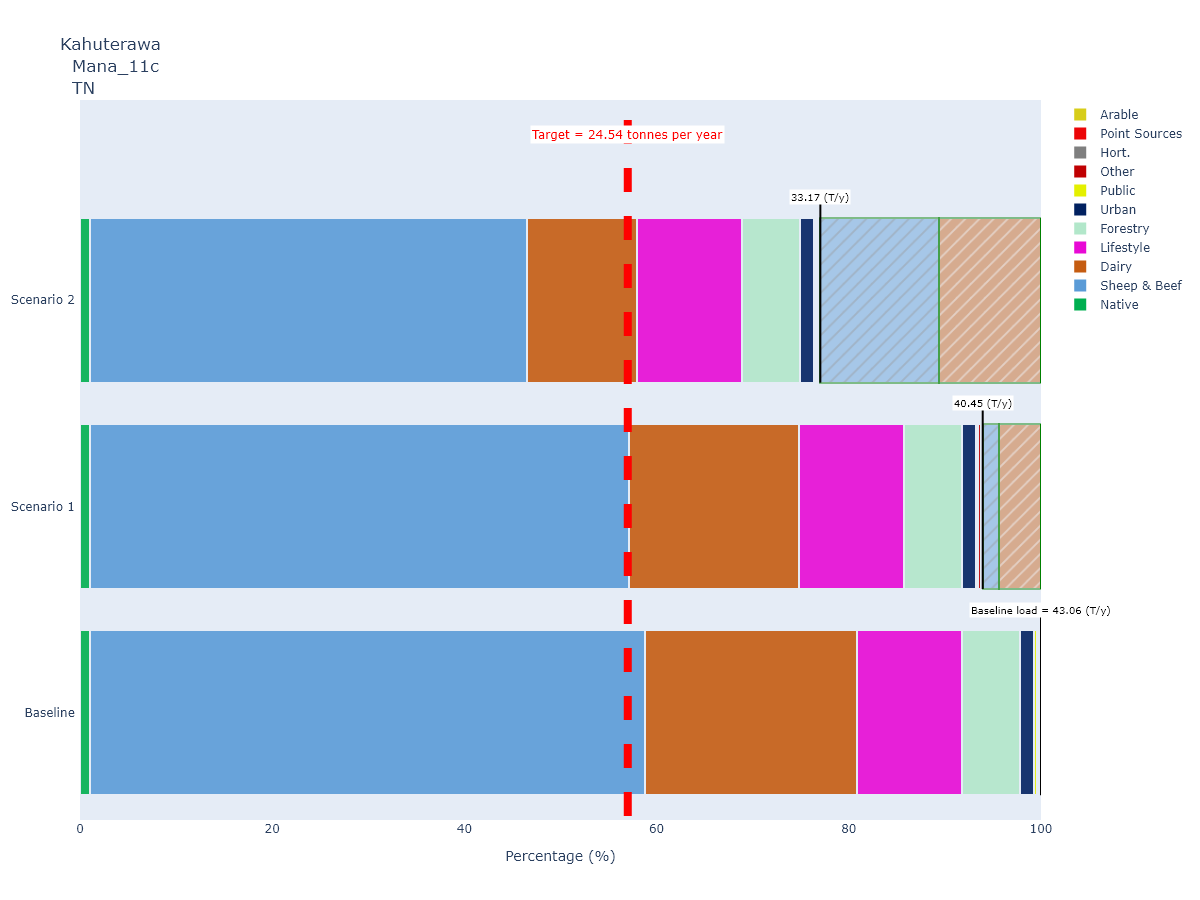 Kahuterawa
Mana_11c
TN
Target = 24.54 tonnes per year
Arable
Point Sources
Hort.
Other
Public
Urban
Forestry
Lifestyle
Dairy
Sheep & Beef
Native
33.17 (T/y)
Scenario 2
40.45 (T/y)
Scenario 1
Baseline load = 43.06 (T/y)
Baseline
0 20 40 60 80 100
Percentage (%)